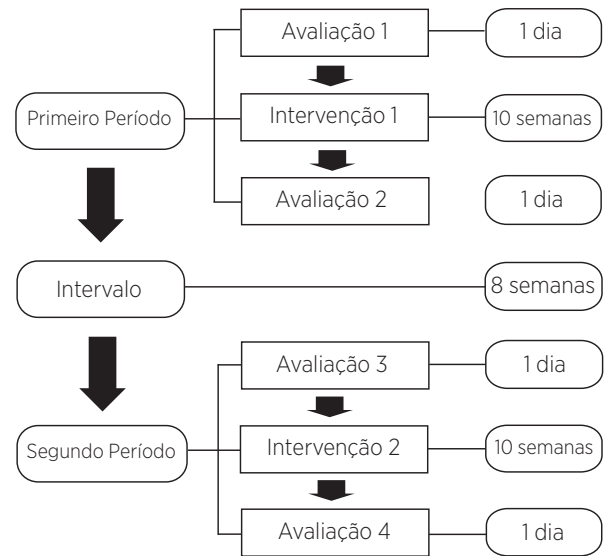 Avaliação 1
1 dia
Primeiro Período
Intervenção 1
10 semanas
Avaliação 2
1 dia
Intervalo
8 semanas
Avaliação 3
1 dia
Segundo Período
Intervenção 2
10 semanas
Avaliação 4
1 dia